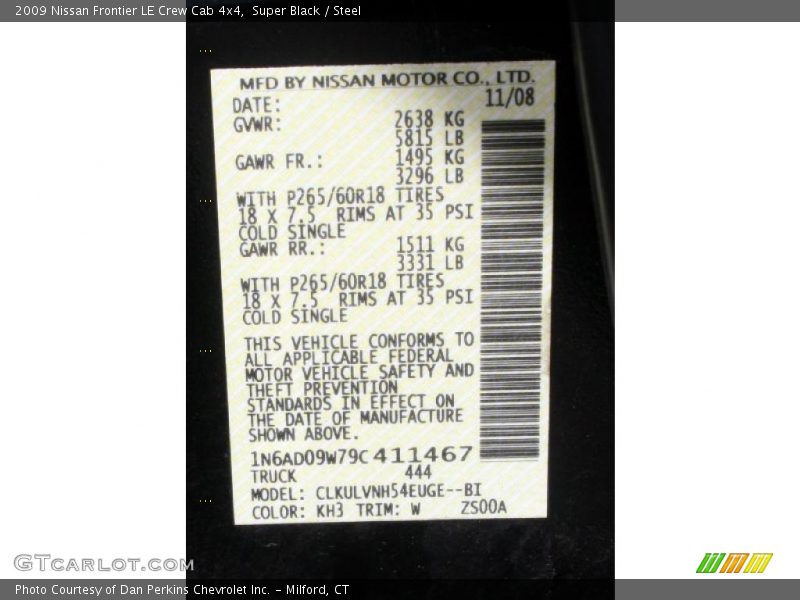 2009 Nissan Frontier LE Crew Cab 4x4,  Super Black / Steel
MFD BY NISSAN MOTOR CO., LTD.
DATE: 11/08
GVWR: 2638 KG
5815 LB
GAWR FR.: 1495 KG
3296 LB
WITH P265/60R18 TIRES
18 X 7.5 RIMS AT 35 PSI
COLD SINGLE
GAWR RR.: 1511 KG
3331 LB
WITH P265/60R18 TIRES
18 X 7.5 RIMS AT 35 PSI
COLD SINGLE
THIS VEHICLE CONFORMS TO
ALL APPLICABLE FEDERAL
MOTOR VEHICLE SAFETY AND
THEFT PREVENTION
STANDARDS IN EFFECT ON
THE DATE OF MANUFACTURE
SHOWN ABOVE.
1N6AD09W79C411467
TRUCK 444
MODEL: CLKULVNH54EUGE--BI
COLOR: KH3 TRIM: W ZS00A
GTCARLOT.COM
Photo Courtesy of Dan Perkins Chevrolet Inc. – Milford, CT